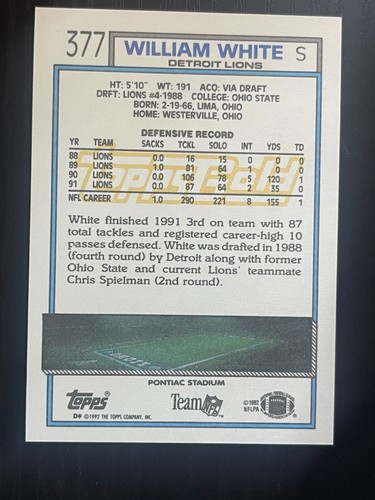 377 WILLIAM WHITE S
DETROIT LIONS
HT: 5'10" WT: 191 ACQ: VIA DRAFT
DRFT: LIONS #4-1988 COLLEGE: OHIO STATE
BORN: 2-19-66, LIMA, OHIO
HOME: WESTERVILLE, OHIO
DEFENSIVE RECORD
YR TEAM SACKS TCKL SOLO INT YDS TD
88 LIONS 0.0 16 15 0 0 0
89 LIONS 1.0 81 64 1 0 0
90 LIONS 0.0 106 78 5 120 1
91 LIONS 0.0 87 64 2 35 0
NFL CAREER 1.0 290 221 8 155 1
Topps Gold
White finished 1991 3rd on team with 87
total tackles and registered career-high 10
passes defensed. White was drafted in 1988
(fourth round) by Detroit along with former
Ohio State and current Lions' teammate
Chris Spielman (2nd round).
PONTIAC STADIUM
Topps
Team NFL
©1992
NFLPA
D* ©1992 THE TOPPS COMPANY, INC.